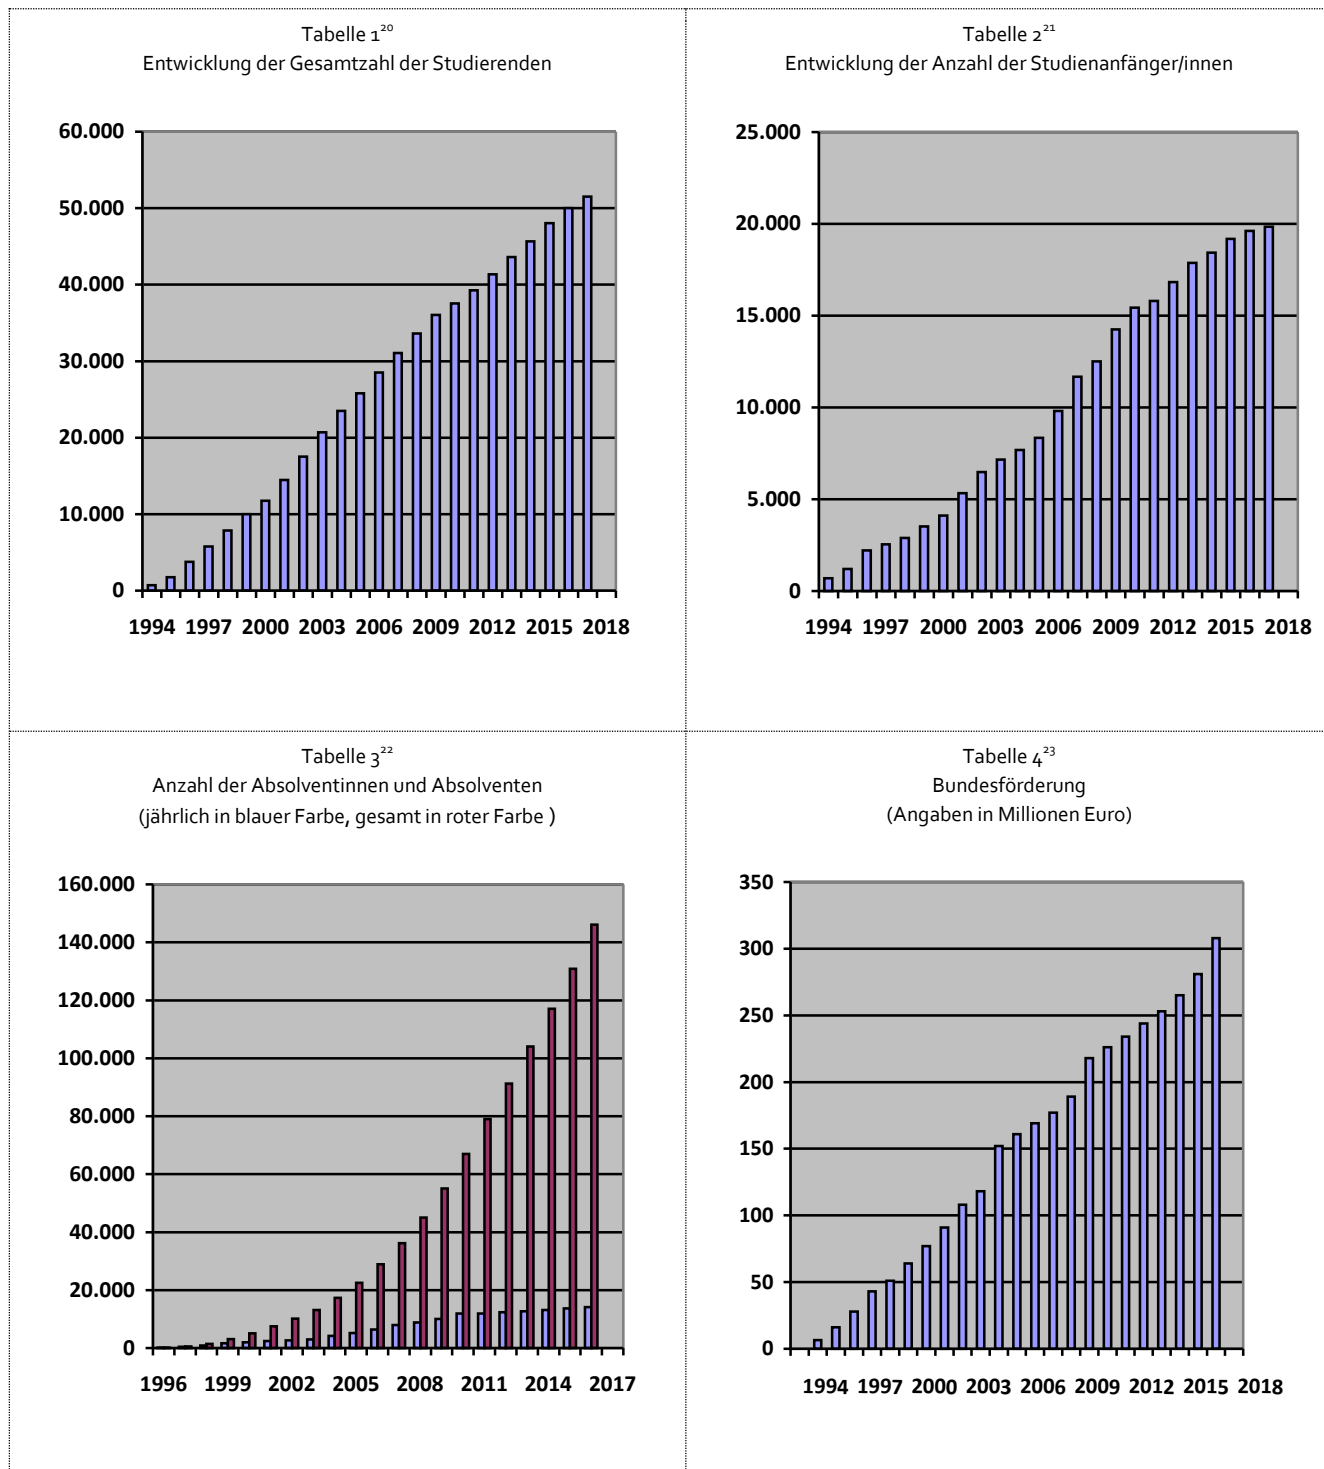 Tabelle 1²⁰
Entwicklung der Gesamtzahl der Studierenden
60.000
50.000
40.000
30.000
20.000
10.000
0
1994 1997 2000 2003 2006 2009 2012 2015 2018
Tabelle 2²¹
Entwicklung der Anzahl der Studienanfänger/innen
25.000
20.000
15.000
10.000
5.000
0
1994 1997 2000 2003 2006 2009 2012 2015 2018
Tabelle 3²²
Anzahl der Absolventinnen und Absolventen
(jährlich in blauer Farbe, gesamt in roter Farbe )
160.000
140.000
120.000
100.000
80.000
60.000
40.000
20.000
0
1996 1999 2002 2005 2008 2011 2014 2017
Tabelle 4²³
Bundesförderung
(Angaben in Millionen Euro)
350
300
250
200
150
100
50
0
1994 1997 2000 2003 2006 2009 2012 2015 2018